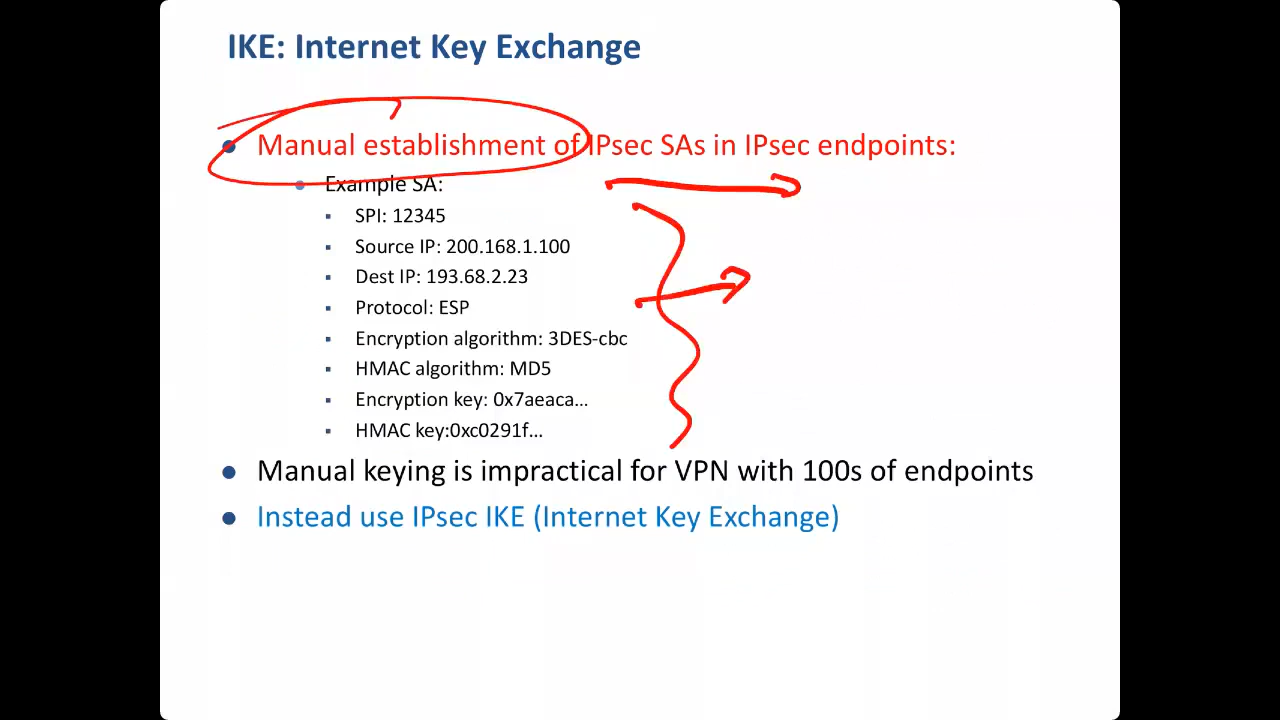 IKE: Internet Key Exchange
Manual establishment of IPsec SAs in IPsec endpoints:
Example SA:
SPI: 12345
Source IP: 200.168.1.100
Dest IP: 193.68.2.23
Protocol: ESP
Encryption algorithm: 3DES-cbc
HMAC algorithm: MD5
Encryption key: 0x7aeaca…
HMAC key:0xc0291f…
Manual keying is impractical for VPN with 100s of endpoints
Instead use IPsec IKE (Internet Key Exchange)